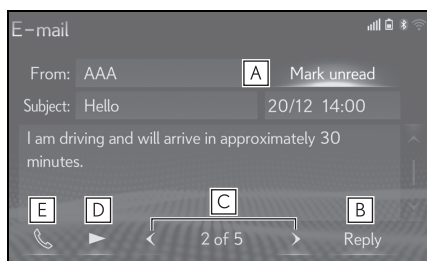 E-mail
From: AAA A Mark unread
Subject: Hello 20/12 14:00
I am driving and will arrive in approximately 30
minutes.
E D C B
2 of 5 Reply